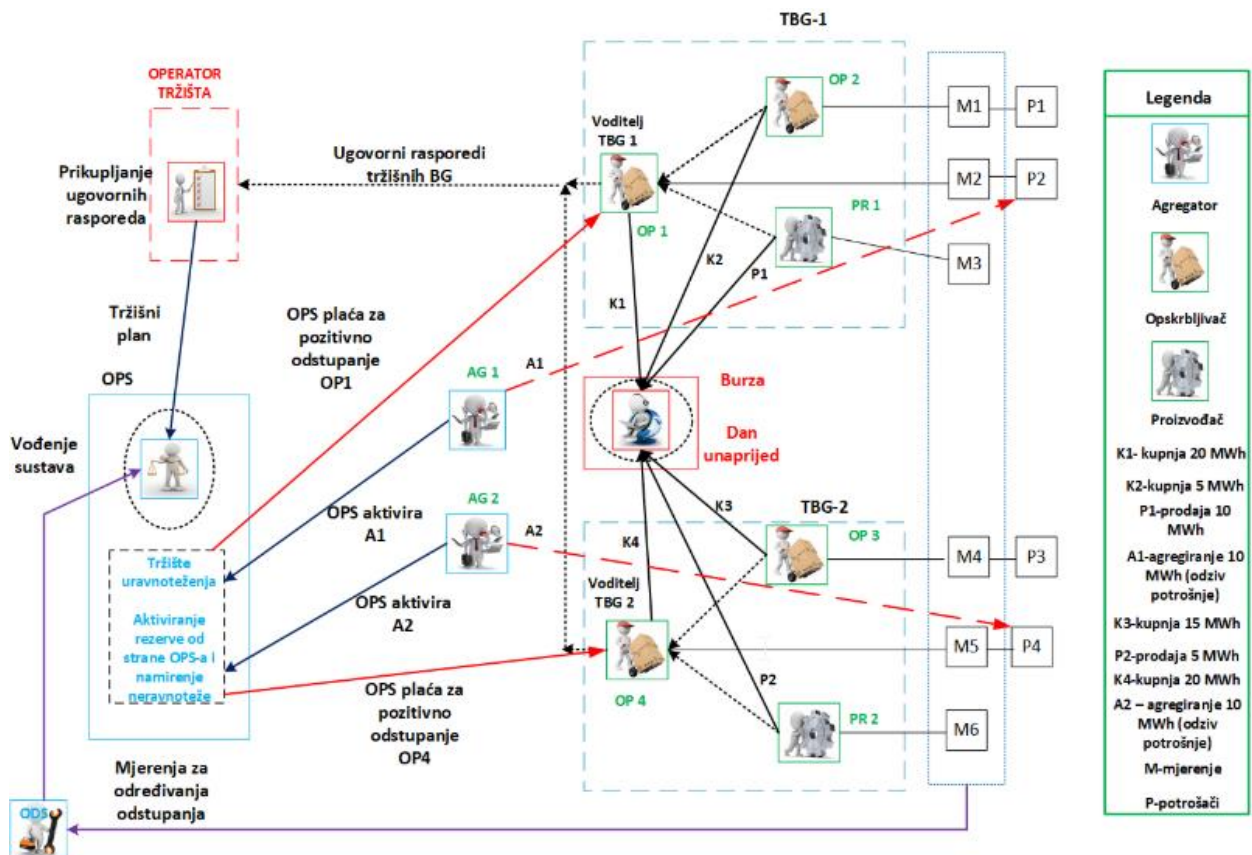 TBG-1
OPERATOR
TRŽIŠTA
OP 2
M1
P1
Voditelj
TBG 1
Ugovorni rasporedi
tržišnih BG
Prikupljanje
ugovornih
rasporeda
M2
P2
OP 1
PR 1
M3
K2
P1
K1
Tržišni
plan
OPS plaća za
pozitivno
odstupanje
OP1
OPS
AG 1
A1
Burza
Dan
unaprijed
Vođenje
sustava
AG 2
A2
OPS aktivira
A1
K3
TBG-2
OP 3
K4
M4
P3
Tržište
uravnoteženja
Aktiviranje
rezerve od
strane OPS-a i
namirenje
neravnoteže
OPS aktivira
A2
Voditelj
TBG 2
M5
P4
OP 4
P2
OPS plaća za
pozitivno
odstupanje
OP4
PR 2
M6
Mjerenja za
određivanja
odstupanja
ODS
Legenda
Agregator
Opskrbljivač
Proizvođač
K1- kupnja 20 MWh
K2-kupnja 5 MWh
P1-prodaja 10
MWh
A1-agregiranje 10
MWh (odziv
potrošnje)
K3-kupnja 15 MWh
P2-prodaja 5 MWh
K4-kupnja 20 MWh
A2 – agregiranje 10
MWh (odziv
potrošnje)
M-mjerenje
P-potrošači